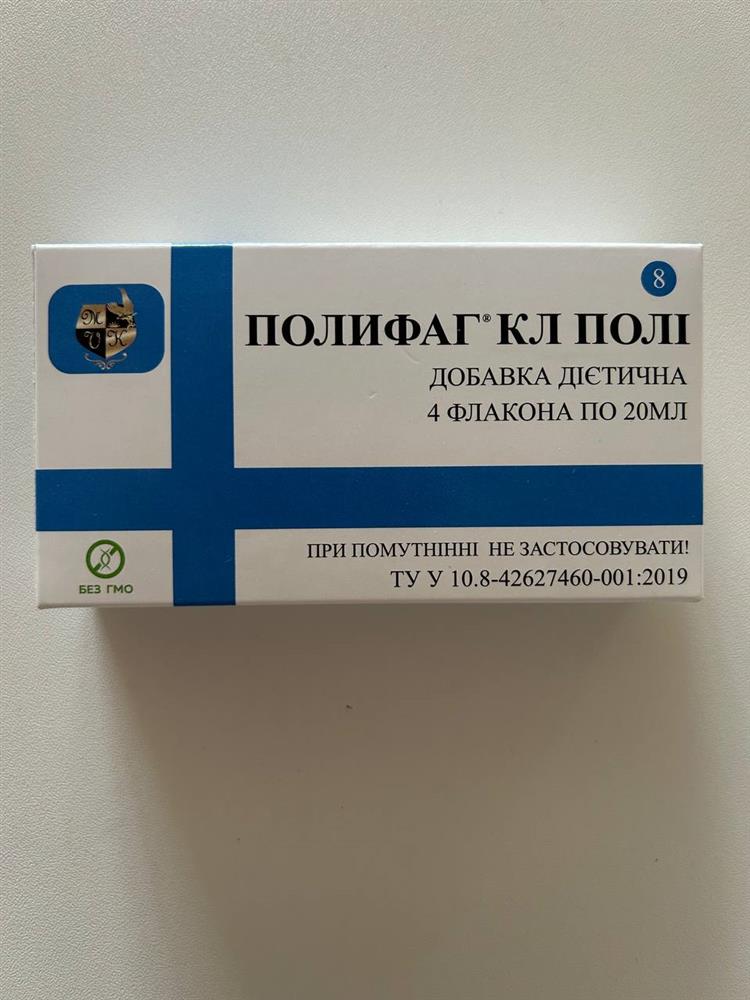 8
ПОЛИФАГ® КЛ ПОЛІ
ДОБАВКА ДІЄТИЧНА
4 ФЛАКОНА ПО 20МЛ
ПРИ ПОМУТНІННІ НЕ ЗАСТОСОВУВАТИ!
ТУ У 10.8-42627460-001:2019
БЕЗ ГМО